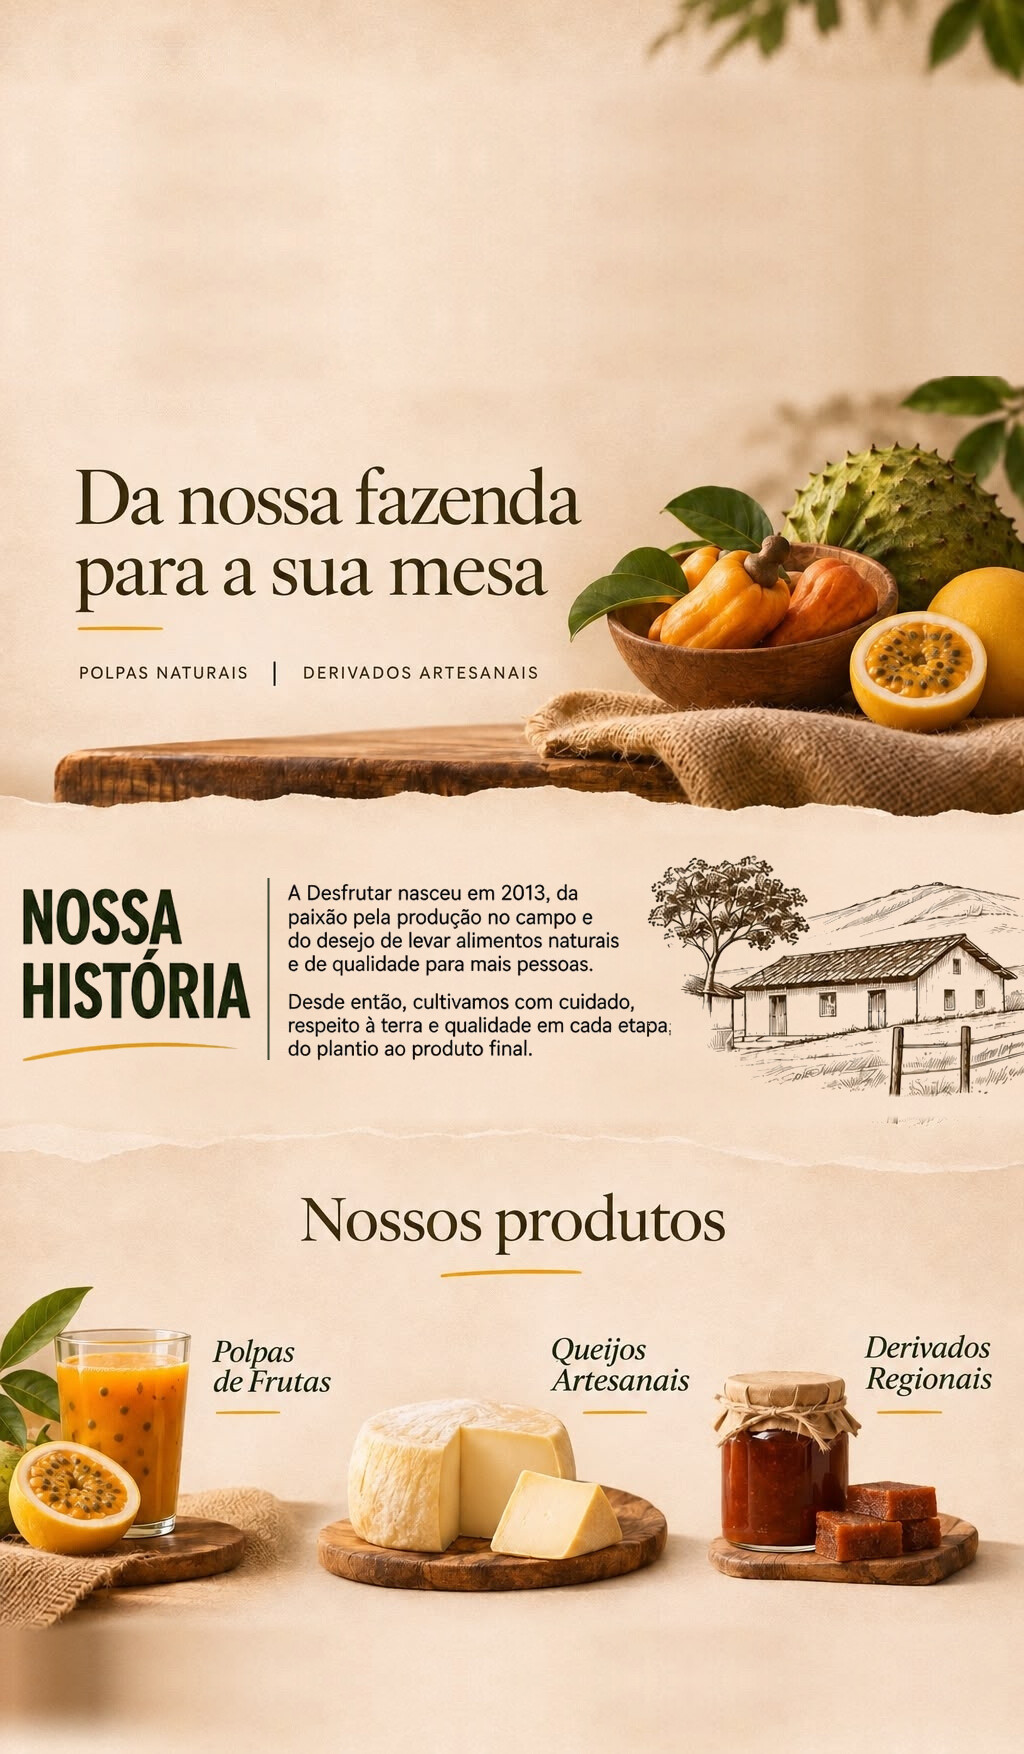 Da nossa fazenda
para a sua mesa
POLPAS NATURAIS | DERIVADOS ARTESANAIS
NOSSA
HISTÓRIA
A Desfrutar nasceu em 2013, da
paixão pela produção no campo e
do desejo de levar alimentos naturais
e de qualidade para mais pessoas.
Desde então, cultivamos com cuidado,
respeito à terra e qualidade em cada etapa;
do plantio ao produto final.
Nossos produtos
Polpas
de Frutas
Queijos
Artesanais
Derivados
Regionais